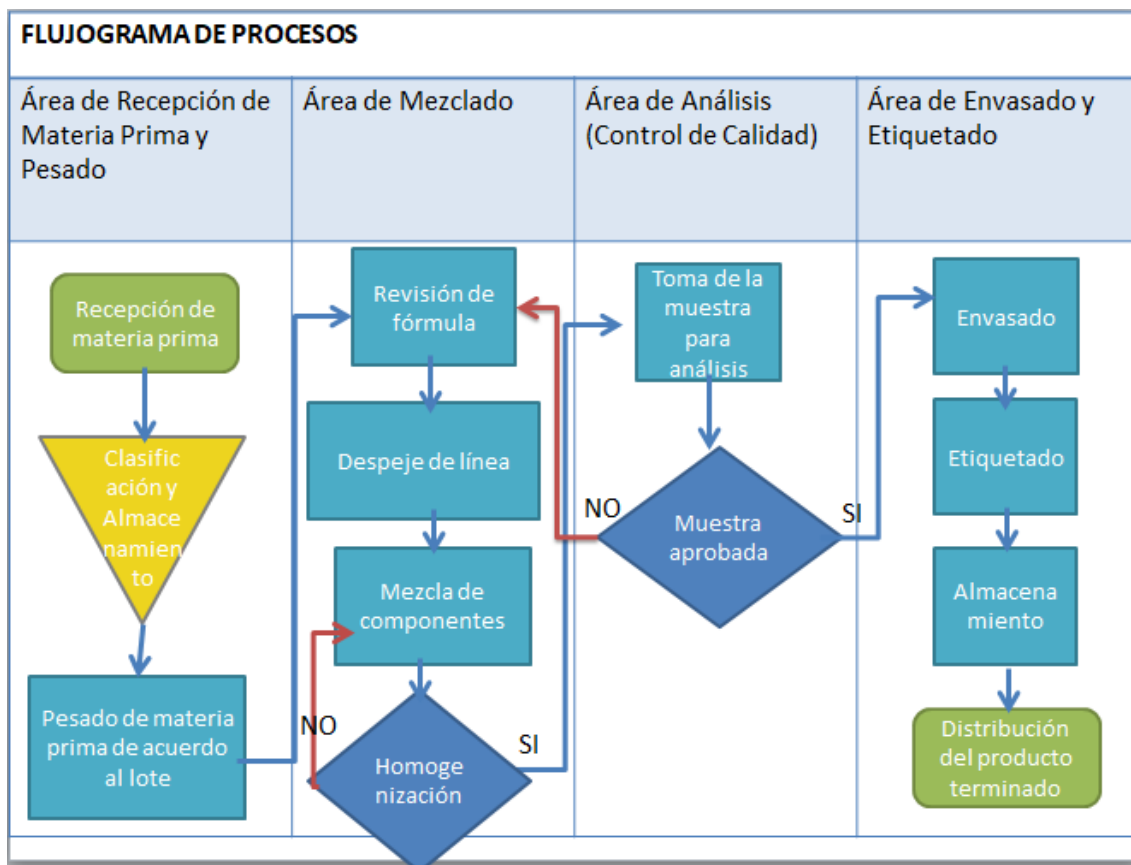 FLUJOGRAMA DE PROCESOS
Área de Recepción de
Materia Prima y
Pesado
Área de Mezclado
Área de Análisis
(Control de Calidad)
Área de Envasado y
Etiquetado
Recepción de
materia prima
Clasific
ación y
Almace
namien
to
Pesado de materia
prima de acuerdo
al lote
Revisión de
fórmula
Despeje de línea
Mezcla de
componentes
NO
SI
Homoge
nización
Toma de la
muestra
para
análisis
NO
SI
Muestra
aprobada
Envasado
Etiquetado
Almacena
miento
Distribución
del producto
terminado